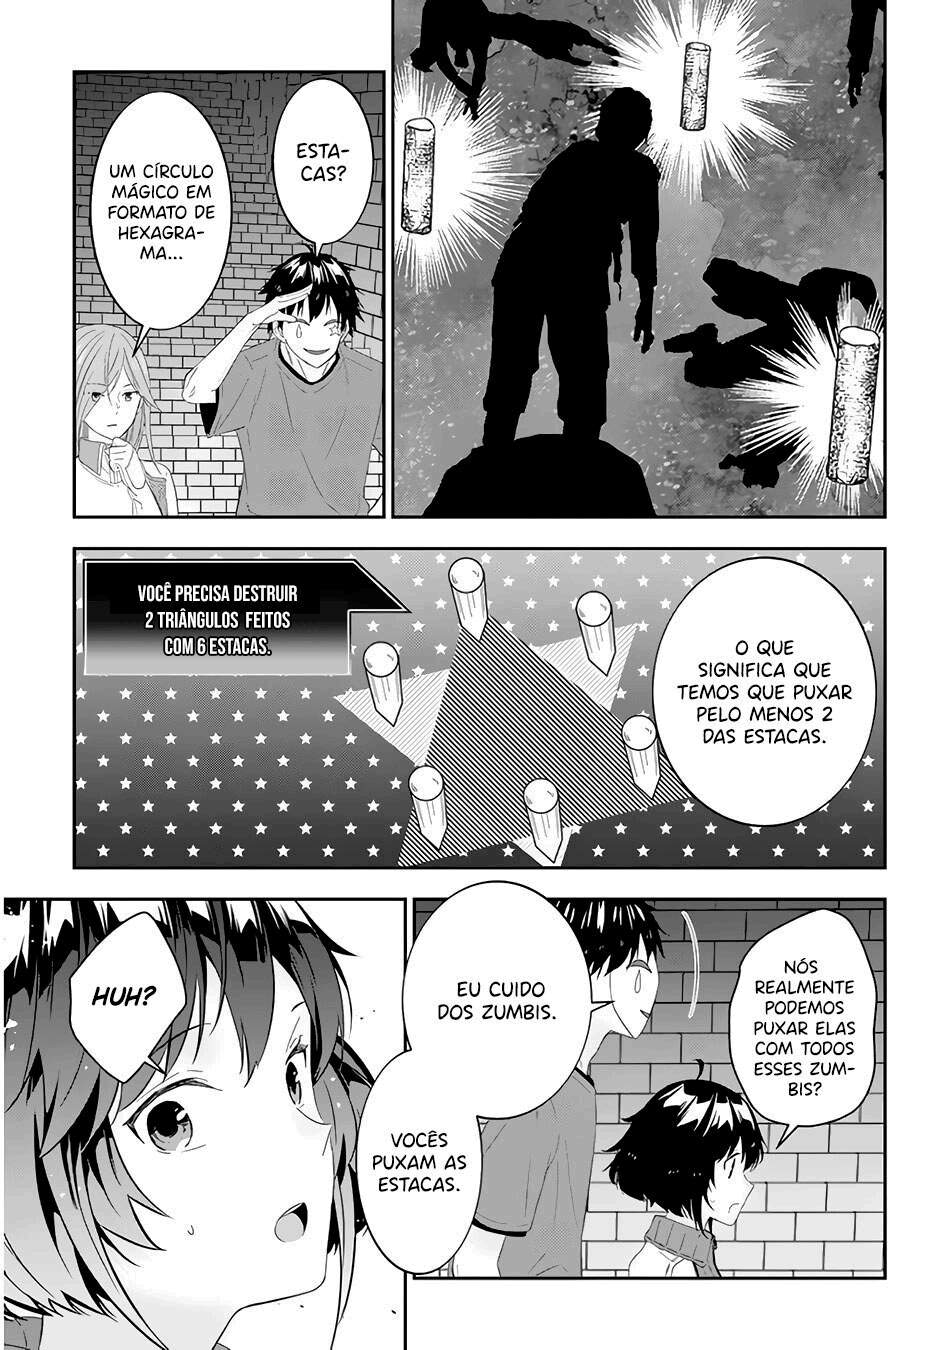 ESTA-
CAS?
UM CÍRCULO
MÁGICO EM
FORMATO DE
HEXAGRA-
MA...
O QUE
SIGNIFICA QUE
TEMOS QUE PUXAR
PELO MENOS 2
DAS ESTACAS.
VOCÊ PRECISA DESTRUIR
2 TRIÂNGULOS FEITOS
COM 6 ESTACAS.
NÓS
REALMENTE
PODEMOS
PUXAR ELAS
COM TODOS
ESSES ZUM-
BIS?
EU CUIDO
DOS ZUMBIS.
VOCÊS
PUXAM AS
ESTACAS.
HUH?